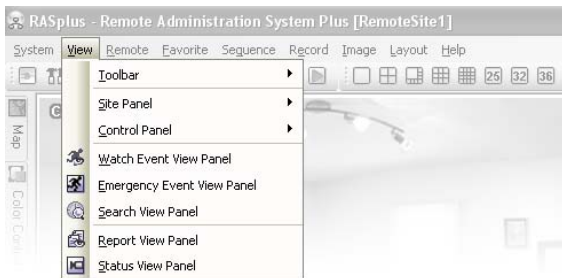 RASplus - Remote Administration System Plus [RemoteSite1]
System View Remote Favorite Sequence Record Image Layout Help
25 32 36
Toolbar
Site Panel
Control Panel
Watch Event View Panel
Emergency Event View Panel
Search View Panel
Report View Panel
Status View Panel
Map
Color Control